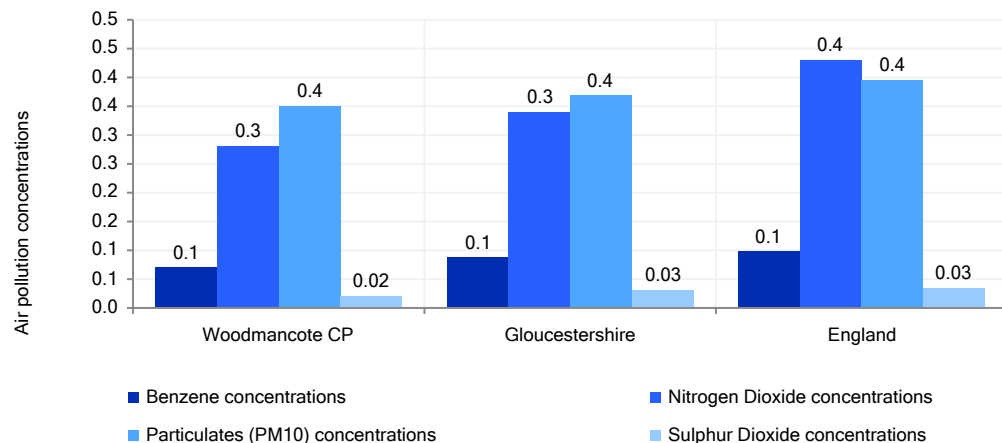 Air pollution concentrations
0.5
0.5
0.4
0.4
0.3
0.3
0.2
0.2
0.1
0.1
0.0
0.1
0.3
0.4
0.02
0.1
0.3
0.4
0.03
0.1
0.4
0.4
0.03
Woodmancote CP
Gloucestershire
England
Benzene concentrations
Nitrogen Dioxide concentrations
Particulates (PM10) concentrations
Sulphur Dioxide concentrations